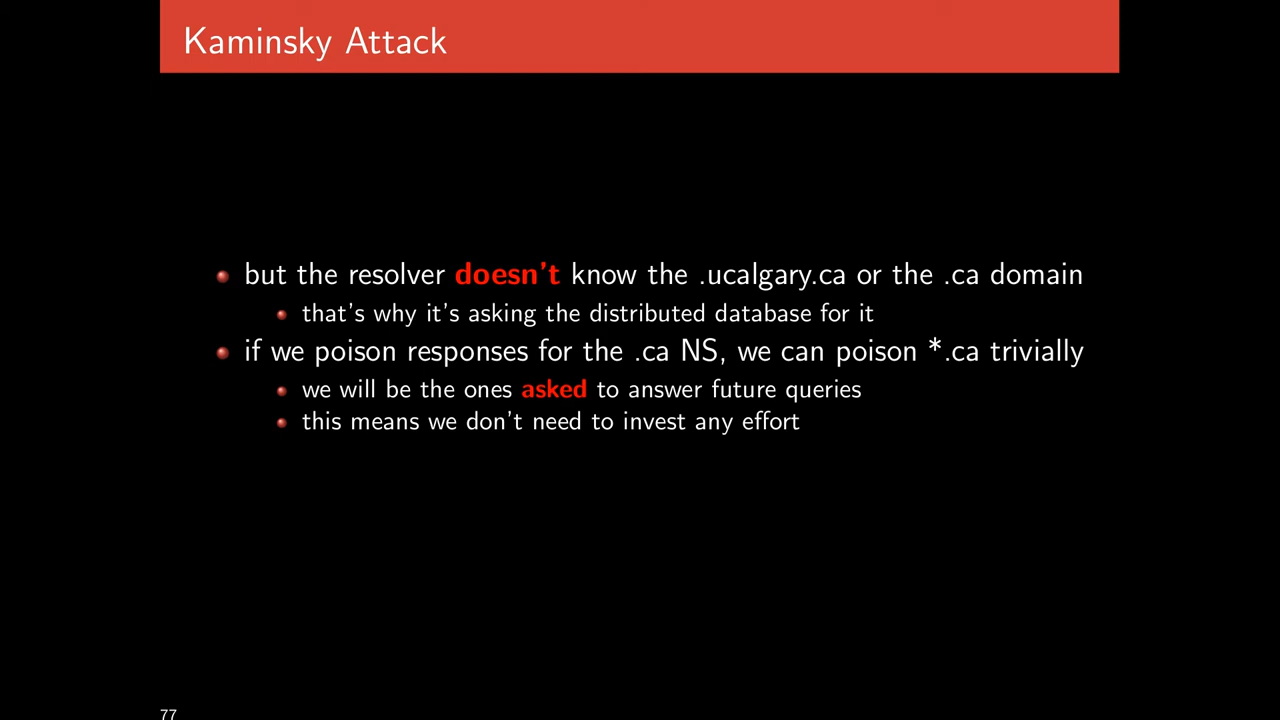 Kaminsky Attack
but the resolver doesn't know the .ucalgary.ca or the .ca domain
that's why it's asking the distributed database for it
if we poison responses for the .ca NS, we can poison *.ca trivially
we will be the ones asked to answer future queries
this means we don't need to invest any effort
77